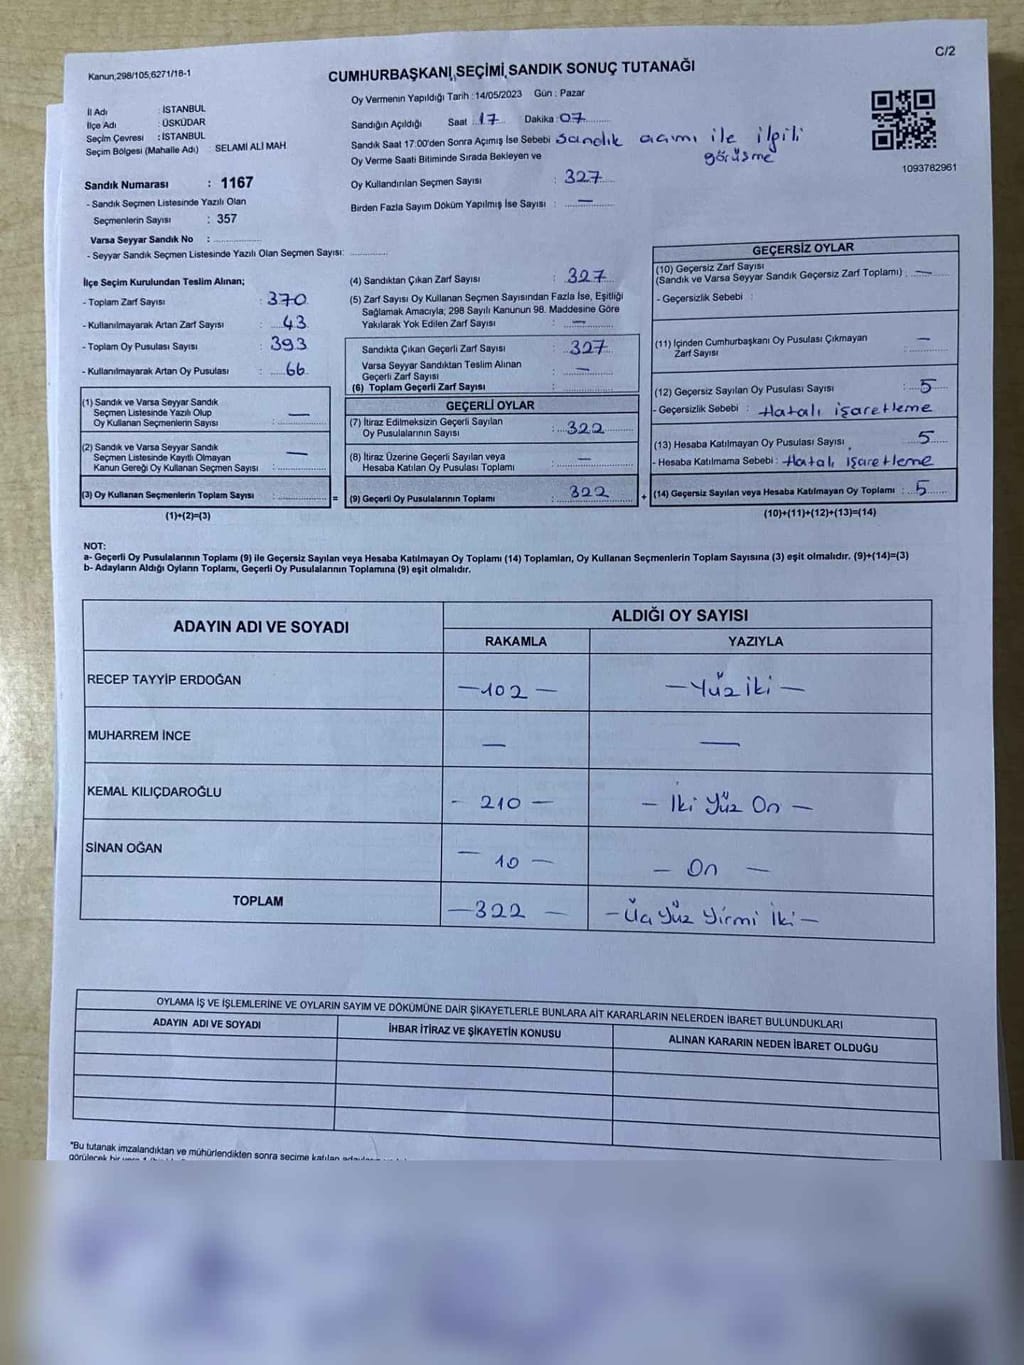 C/2
Kanun,298/105,6271/18-1
CUMHURBAŞKANI SEÇİMİ SANDIK SONUÇ TUTANAĞI
İl Adı : İSTANBUL
İlçe Adı : ÜSKÜDAR
Seçim Çevresi : İSTANBUL
Seçim Bölgesi (Mahalle Adı) : SELAMİ ALİ MAH
Oy Vermenin Yapıldığı Tarih : 14/05/2023 Gün : Pazar
Sandığın Açıldığı Saat : 17 Dakika : 07
Sandık Saat 17:00'den Sonra Açımış İse Sebebi : Sandık açımı ile ilgili
görüşme
Oy Verme Saati Bitiminde Sırada Bekleyen ve
Oy Kullandırılan Seçmen Sayısı : 327
Birden Fazla Sayım Döküm Yapılmış İse Sayısı : —
1093782961
Sandık Numarası : 1167
- Sandık Seçmen Listesinde Yazılı Olan
Seçmenlerin Sayısı : 357
Varsa Seyyar Sandık No :
- Seyyar Sandık Seçmen Listesinde Yazılı Olan Seçmen Sayısı:
İlçe Seçim Kurulundan Teslim Alınan;
- Toplam Zarf Sayısı : 370
- Kullanılmayarak Artan Zarf Sayısı : 43
- Toplam Oy Pusulası Sayısı : 393
- Kullanılmayarak Artan Oy Pusulası : 66
(1) Sandık ve Varsa Seyyar Sandık
Seçmen Listesinde Yazılı Olup
Oy Kullanan Seçmenlerin Sayısı : —
(2) Sandık ve Varsa Seyyar Sandık
Seçmen Listesinde Kayıtlı Olmayan
Kanun Gereği Oy Kullanan Seçmen Sayısı : —
(3) Oy Kullanan Seçmenlerin Toplam Sayısı :
=
(1)+(2)=(3)
(4) Sandıktan Çıkan Zarf Sayısı : 327
(5) Zarf Sayısı Oy Kullanan Seçmen Sayısından Fazla İse, Eşitliği
Sağlamak Amacıyla; 298 Sayılı Kanunun 98. Maddesine Göre
Yakılarak Yok Edilen Zarf Sayısı : —
Sandıkta Çıkan Geçerli Zarf Sayısı : 327
Varsa Seyyar Sandıktan Teslim Alınan
Geçerli Zarf Sayısı : —
(6) Toplam Geçerli Zarf Sayısı :
GEÇERLİ OYLAR
(7) İtiraz Edilmeksizin Geçerli Sayılan
Oy Pusulalarının Sayısı : 322
(8) İtiraz Üzerine Geçerli Sayılan veya
Hesaba Katılan Oy Pusulası Toplamı : —
(9) Geçerli Oy Pusulalarının Toplamı : 322
+
GEÇERSİZ OYLAR
(10) Geçersiz Zarf Sayısı
(Sandık ve Varsa Seyyar Sandık Geçersiz Zarf Toplamı) : —
- Geçersizlik Sebebi :
(11) İçinden Cumhurbaşkanı Oy Pusulası Çıkmayan
Zarf Sayısı : —
(12) Geçersiz Sayılan Oy Pusulası Sayısı : 5
- Geçersizlik Sebebi : Hatalı işaretleme
(13) Hesaba Katılmayan Oy Pusulası Sayısı : 5
- Hesaba Katılmama Sebebi : Hatalı işaretleme
(14) Geçersiz Sayılan veya Hesaba Katılmayan Oy Toplamı : 5
(10)+(11)+(12)+(13)=(14)
NOT:
a- Geçerli Oy Pusulalarının Toplamı (9) ile Geçersiz Sayılan veya Hesaba Katılmayan Oy Toplamı (14) Toplamları, Oy Kullanan Seçmenlerin Toplam Sayısına (3) eşit olmalıdır. (9)+(14)=(3)
b- Adayların Aldığı Oyların Toplamı, Geçerli Oy Pusulalarının Toplamına (9) eşit olmalıdır.
ADAYIN ADI VE SOYADI
ALDIĞI OY SAYISI
RAKAMLA YAZIYLA
RECEP TAYYİP ERDOĞAN — 102 — — Yüz iki —
MUHARREM İNCE — —
KEMAL KILIÇDAROĞLU - 210 — — İki Yüz On —
SİNAN OĞAN — 10 — — On —
TOPLAM — 322 — — Üç Yüz Yirmi İki —
OYLAMA İŞ VE İŞLEMLERİNE VE OYLARIN SAYIM VE DÖKÜMÜNE DAİR ŞİKAYETLERLE BUNLARA AİT KARARLARIN NELERDEN İBARET BULUNDUKLARI
ADAYIN ADI VE SOYADI İHBAR İTİRAZ VE ŞİKAYETİN KONUSU ALINAN KARARIN NEDEN İBARET OLDUĞU
"Bu tutanak imzalandıktan ve mühürlendikten sonra seçime katılan